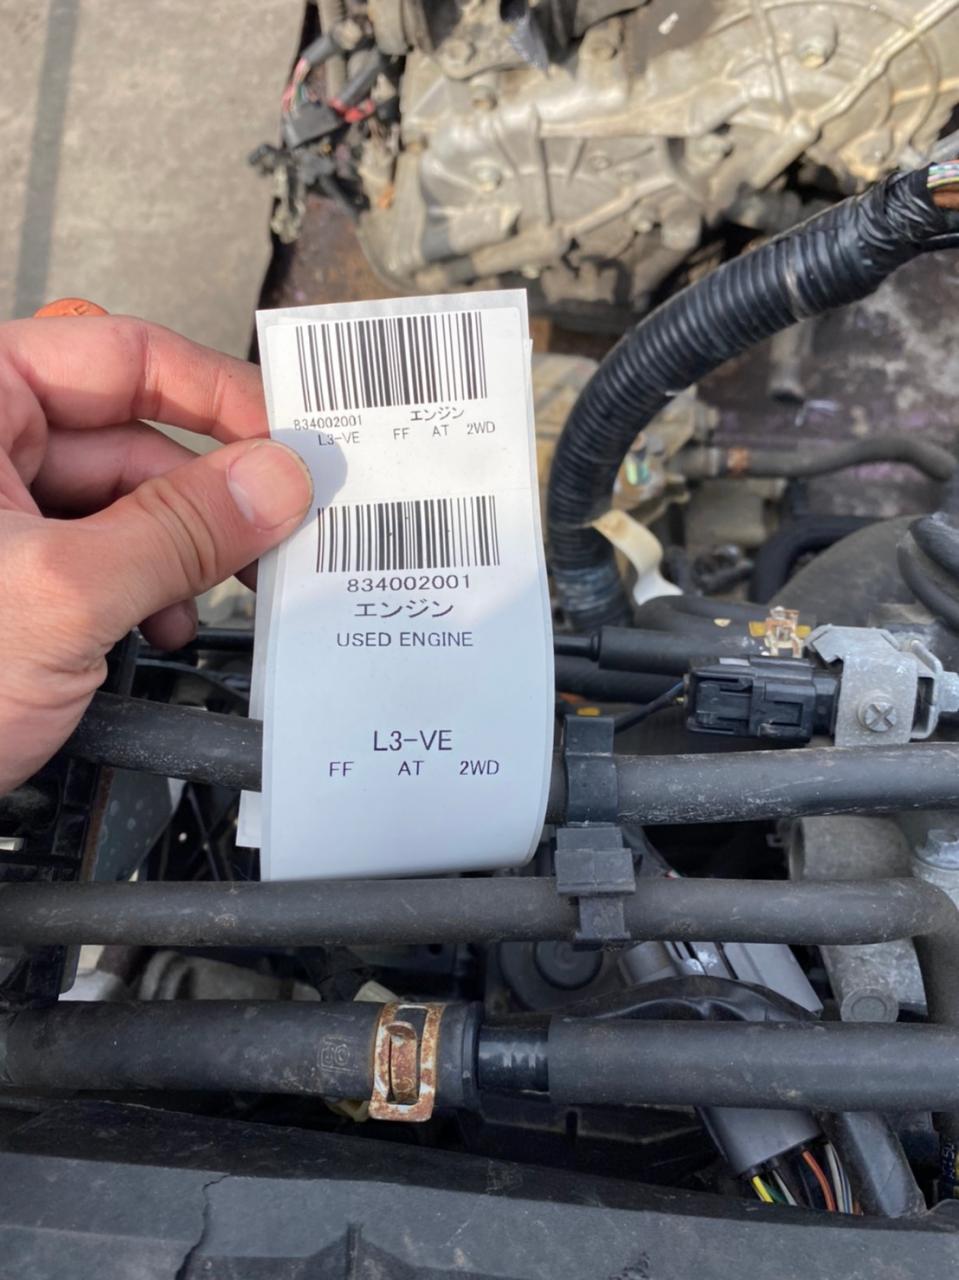 834002001 エンジン
L3-VE FF AT 2WD
834002001
エンジン
USED ENGINE
L3-VE
FF AT 2WD